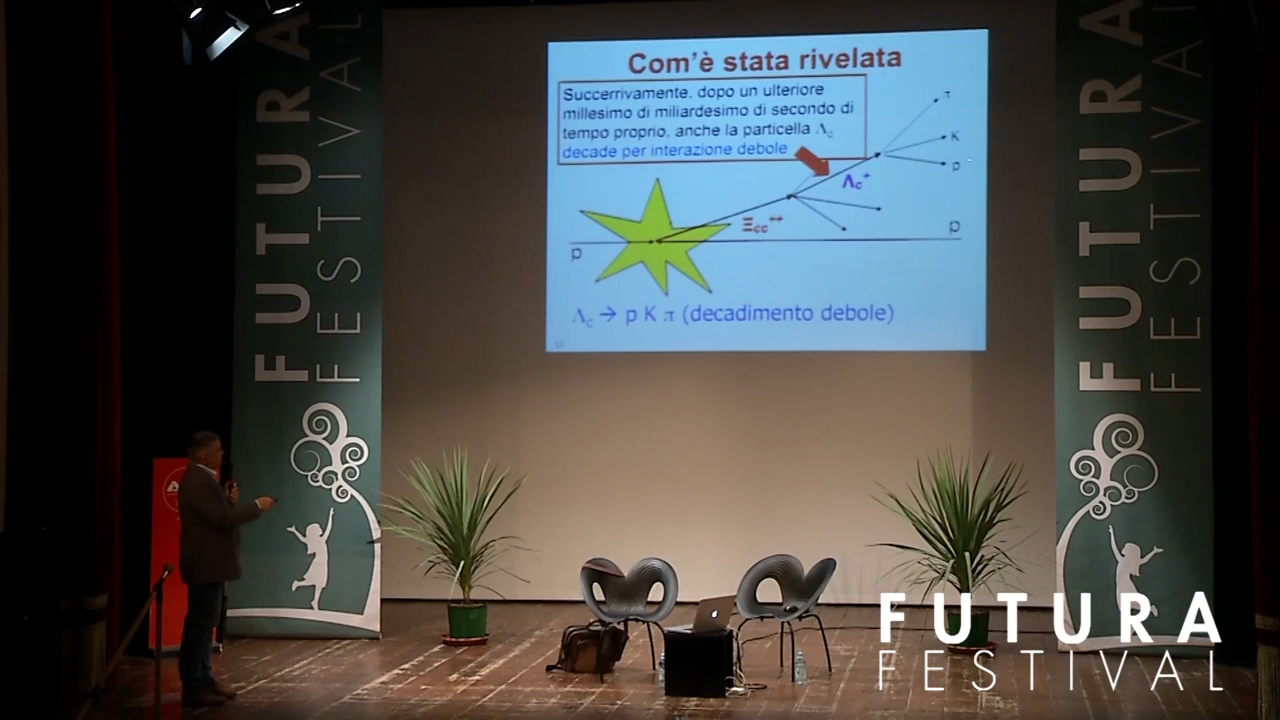 FUTURA
FESTIVAL
Com'è stata rivelata
Succerrivamente, dopo un ulteriore
millesimo di miliardesimo di secondo di
tempo proprio, anche la particella Λc
decade per interazione debole
π
K
p
Λc+
Ξcc++
p
p
Λc → p K π (decadimento debole)
FUTURA
FESTIVAL
FUTURA
FESTIVAL